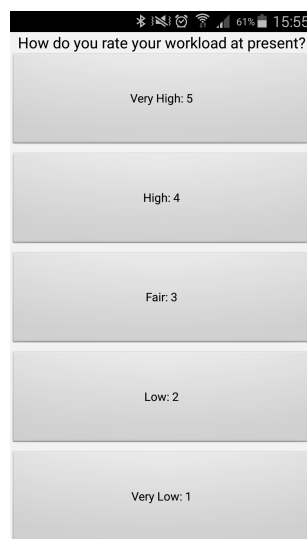 61% 15:55
How do you rate your workload at present?
Very High: 5
High: 4
Fair: 3
Low: 2
Very Low: 1